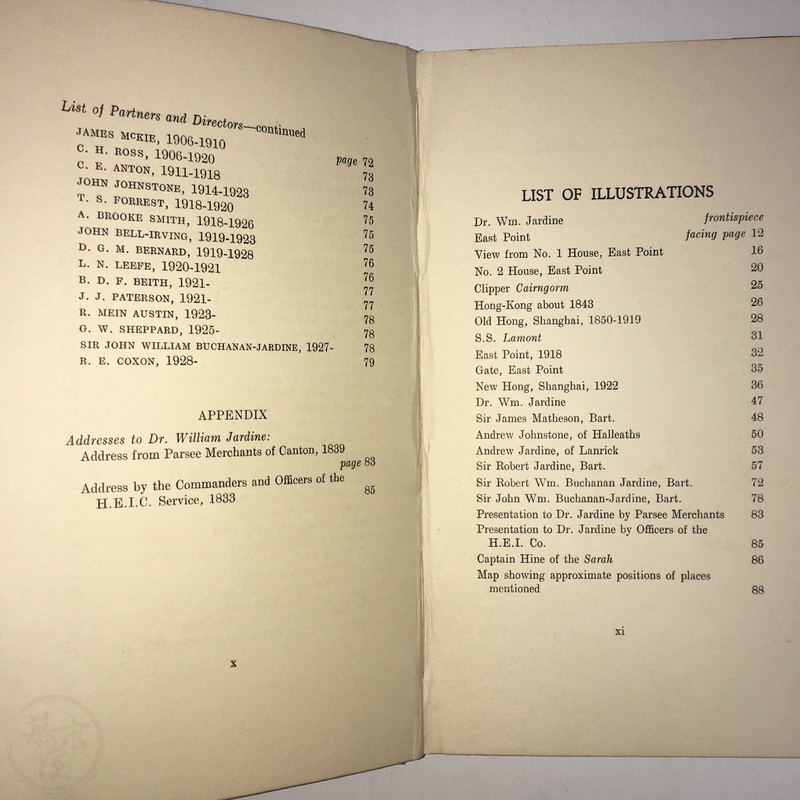 List of Partners and Directors—continued
JAMES MCKIE, 1906-1910 page 72
C. H. ROSS, 1906-1920 73
C. E. ANTON, 1911-1918 73
JOHN JOHNSTONE, 1914-1923 74
T. S. FORREST, 1918-1920 75
A. BROOKE SMITH, 1918-1926 75
JOHN BELL-IRVING, 1919-1923 75
D. G. M. BERNARD, 1919-1928 76
L. N. LEEFE, 1920-1921 76
B. D. F. BEITH, 1921- 77
J. J. PATERSON, 1921- 77
R. MEIN AUSTIN, 1923- 78
G. W. SHEPPARD, 1925- 78
SIR JOHN WILLIAM BUCHANAN-JARDINE, 1927- 78
R. E. COXON, 1928- 79
APPENDIX
Addresses to Dr. William Jardine:
Address from Parsee Merchants of Canton, 1839
page 83
Address by the Commanders and Officers of the
H.E.I.C. Service, 1833 85
x
幕末屋
LIST OF ILLUSTRATIONS
Dr. Wm. Jardine frontispiece
East Point facing page 12
View from No. 1 House, East Point 16
No. 2 House, East Point 20
Clipper Cairngorm 25
Hong-Kong about 1843 26
Old Hong, Shanghai, 1850-1919 28
S.S. Lamont 31
East Point, 1918 32
Gate, East Point 35
New Hong, Shanghai, 1922 36
Dr. Wm. Jardine 47
Sir James Matheson, Bart. 48
Andrew Johnstone, of Halleaths 50
Andrew Jardine, of Lanrick 53
Sir Robert Jardine, Bart. 57
Sir Robert Wm. Buchanan Jardine, Bart. 72
Sir John Wm. Buchanan-Jardine, Bart. 78
Presentation to Dr. Jardine by Parsee Merchants 83
Presentation to Dr. Jardine by Officers of the
H.E.I. Co. 85
Captain Hine of the Sarah 86
Map showing approximate positions of places
mentioned 88
xi